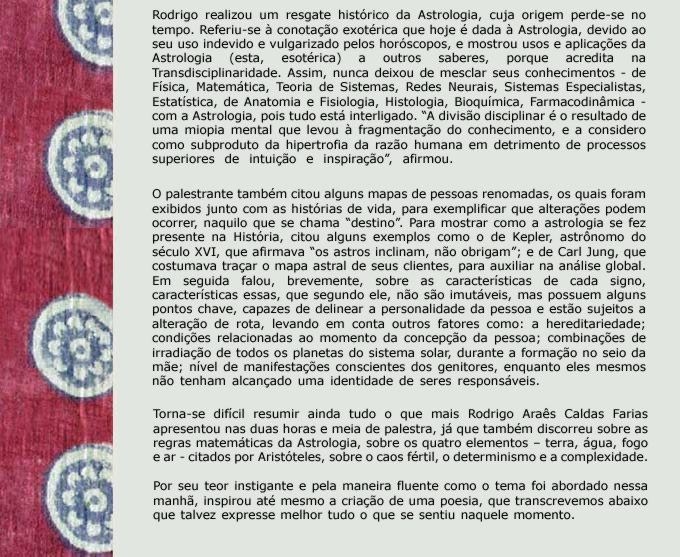 Rodrigo realizou um resgate histórico da Astrologia, cuja origem perde-se no
tempo. Referiu-se à conotação exotérica que hoje é dada à Astrologia, devido ao
seu uso indevido e vulgarizado pelos horóscopos, e mostrou usos e aplicações da
Astrologia (esta, esotérica) a outros saberes, porque acredita na
Transdisciplinaridade. Assim, nunca deixou de mesclar seus conhecimentos - de
Física, Matemática, Teoria de Sistemas, Redes Neurais, Sistemas Especialistas,
Estatística, de Anatomia e Fisiologia, Histologia, Bioquímica, Farmacodinâmica -
com a Astrologia, pois tudo está interligado. “A divisão disciplinar é o resultado de
uma miopia mental que levou à fragmentação do conhecimento, e a considero
como subproduto da hipertrofia da razão humana em detrimento de processos
superiores de intuição e inspiração”, afirmou.
O palestrante também citou alguns mapas de pessoas renomadas, os quais foram
exibidos junto com as histórias de vida, para exemplificar que alterações podem
ocorrer, naquilo que se chama “destino”. Para mostrar como a astrologia se fez
presente na História, citou alguns exemplos como o de Kepler, astrônomo do
século XVI, que afirmava “os astros inclinam, não obrigam”; e de Carl Jung, que
costumava traçar o mapa astral de seus clientes, para auxiliar na análise global.
Em seguida falou, brevemente, sobre as características de cada signo,
características essas, que segundo ele, não são imutáveis, mas possuem alguns
pontos chave, capazes de delinear a personalidade da pessoa e estão sujeitos a
alteração de rota, levando em conta outros fatores como: a hereditariedade;
condições relacionadas ao momento da concepção da pessoa; combinações de
irradiação de todos os planetas do sistema solar, durante a formação no seio da
mãe; nível de manifestações conscientes dos genitores, enquanto eles mesmos
não tenham alcançado uma identidade de seres responsáveis.
Torna-se difícil resumir ainda tudo o que mais Rodrigo Araês Caldas Farias
apresentou nas duas horas e meia de palestra, já que também discorreu sobre as
regras matemáticas da Astrologia, sobre os quatro elementos – terra, água, fogo
e ar - citados por Aristóteles, sobre o caos fértil, o determinismo e a complexidade.
Por seu teor instigante e pela maneira fluente como o tema foi abordado nessa
manhã, inspirou até mesmo a criação de uma poesia, que transcrevemos abaixo
que talvez expresse melhor tudo o que se sentiu naquele momento.